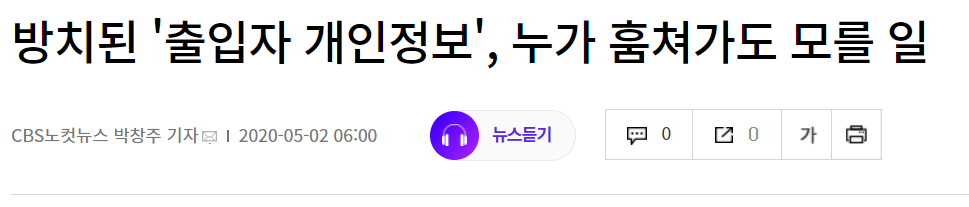 방치된 '출입자 개인정보', 누가 훔쳐가도 모를 일
CBS노컷뉴스 박창주 기자 2020-05-02 06:00 뉴스듣기 0 0 가